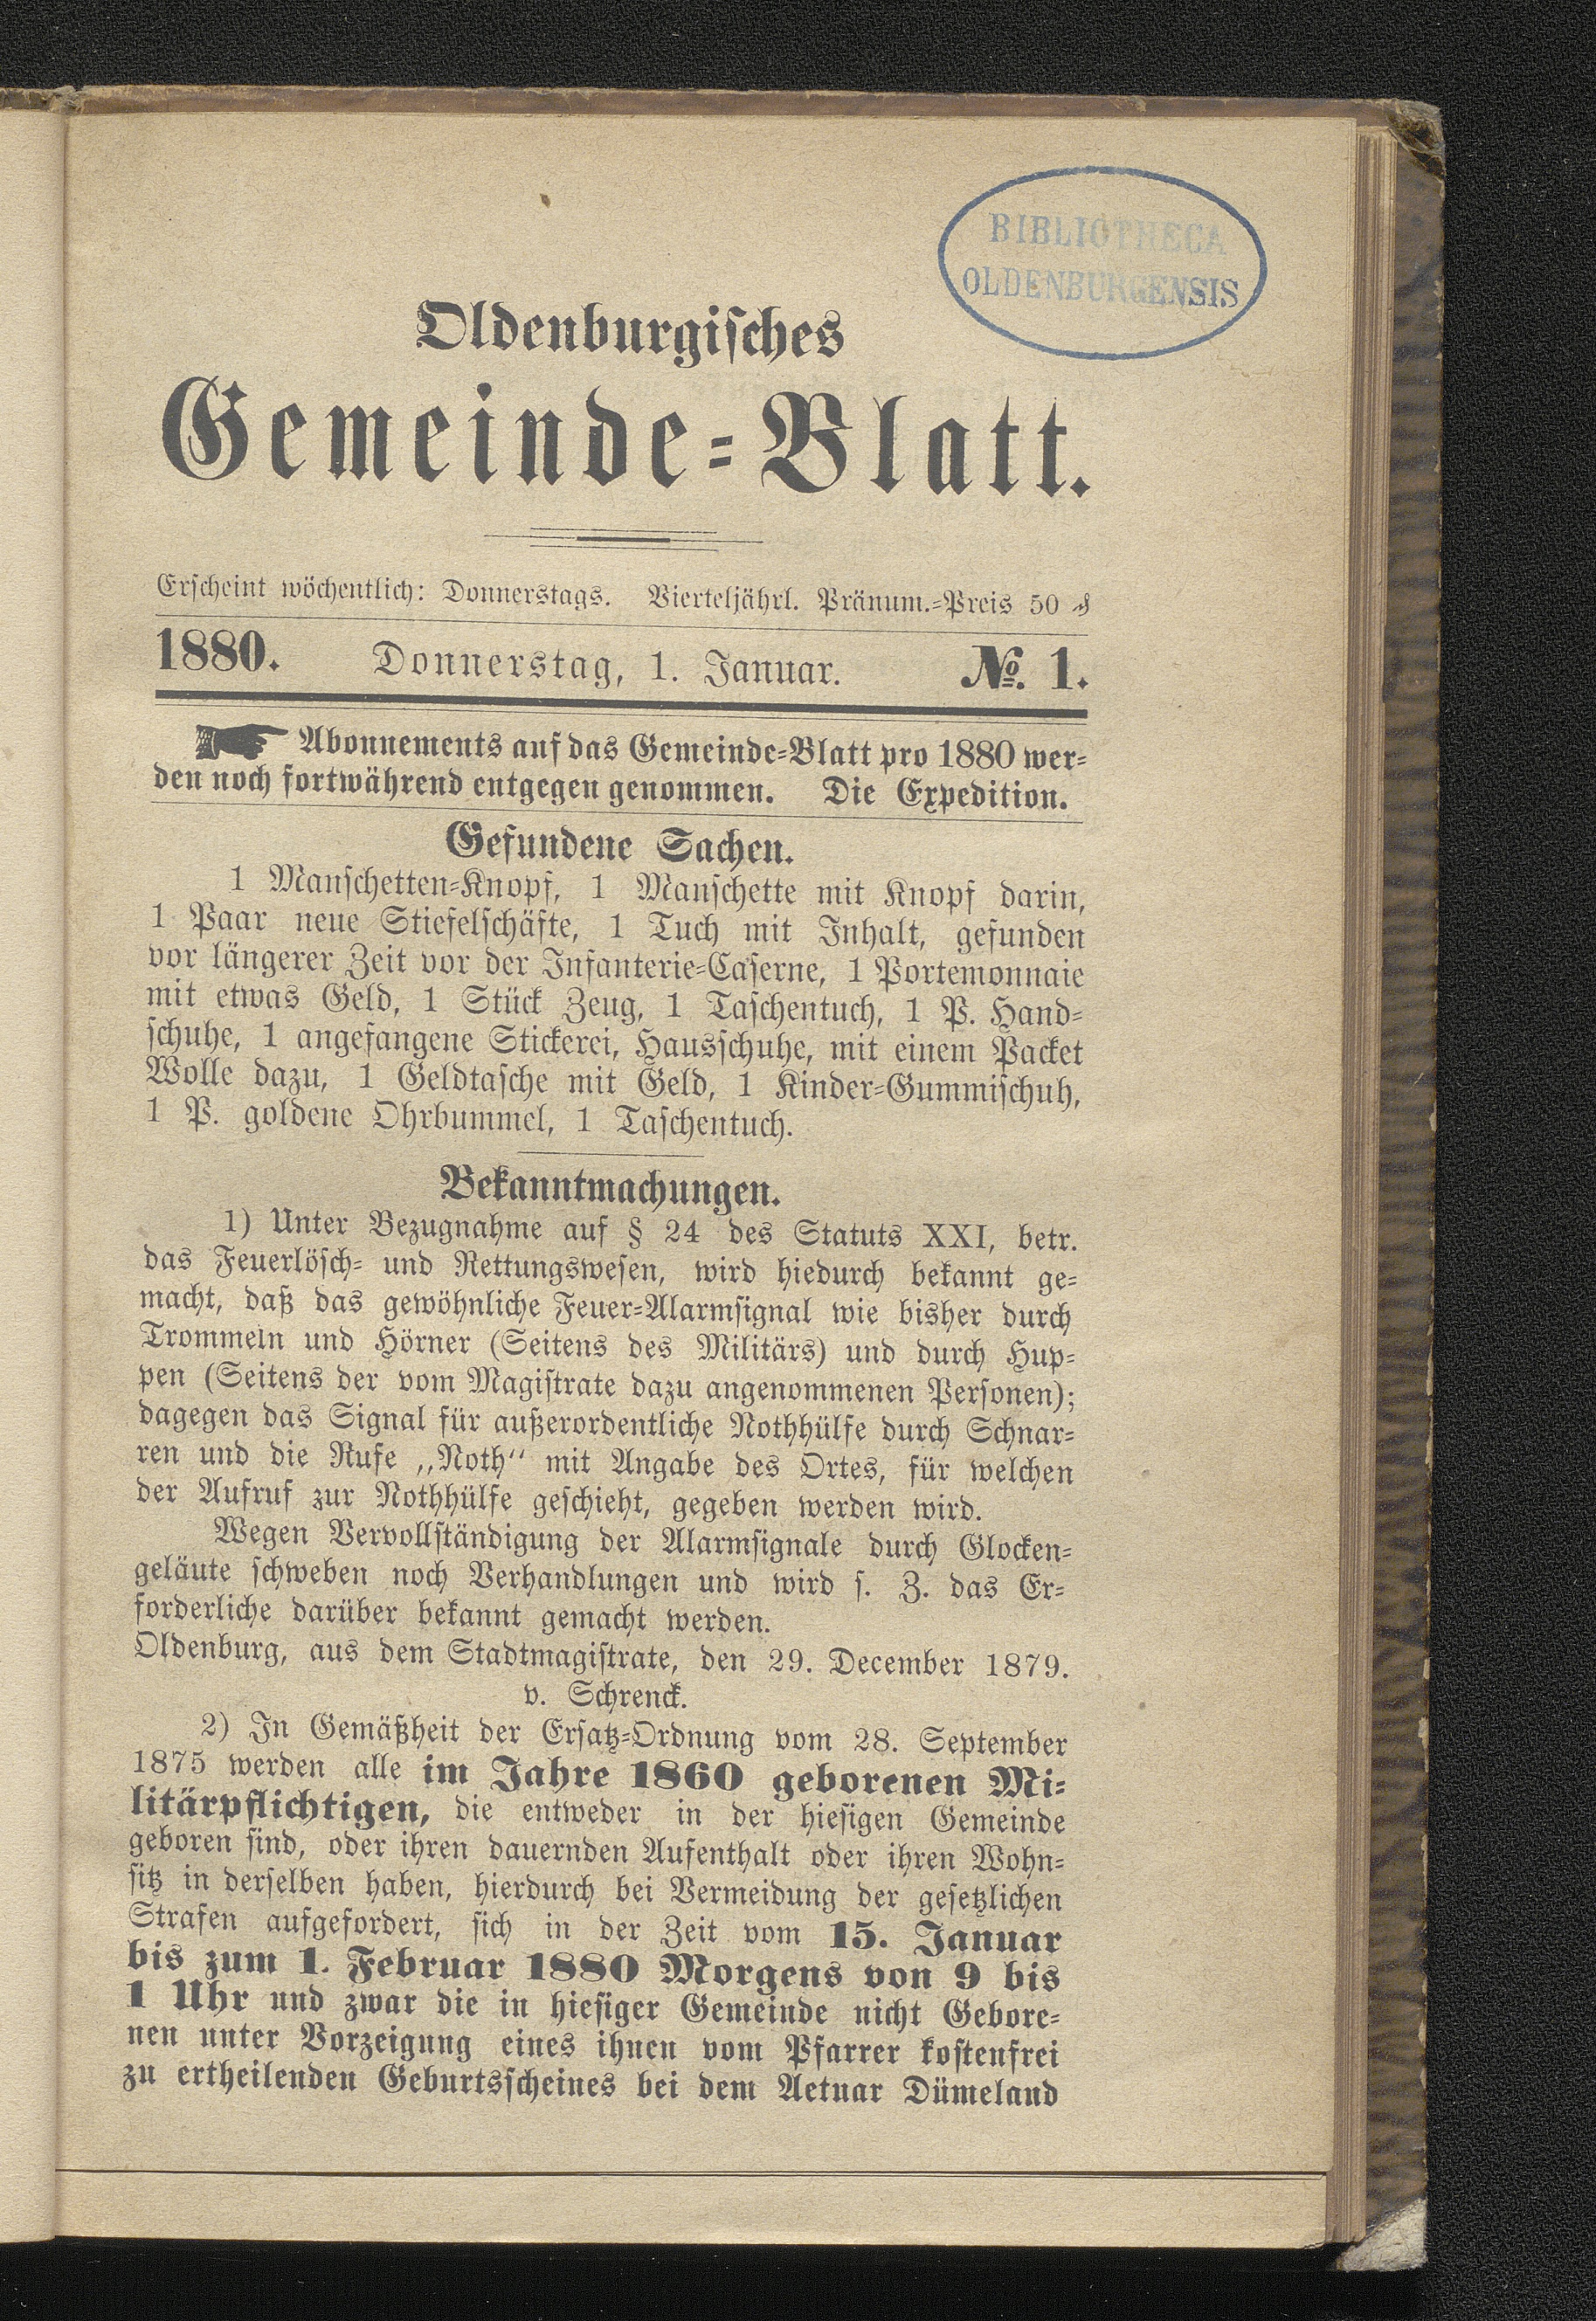 BIBLIOTHECA
OLDENBURGENSIS
Oldenburgisches
Gemeinde-Blatt.
Erscheint wöchentlich: Donnerstags. Vierteljährl. Pränum.-Preis 50 ₰
1880. Donnerstag, 1. Januar. №. 1.
☛ Abonnements auf das Gemeinde-Blatt pro 1880 wer-
den noch fortwährend entgegen genommen. Die Expedition.
Gefundene Sachen.
1 Manschetten-Knopf, 1 Manschette mit Knopf darin,
1 Paar neue Stiefelschäfte, 1 Tuch mit Inhalt, gefunden
vor längerer Zeit vor der Infanterie-Caserne, 1 Portemonnaie
mit etwas Geld, 1 Stück Zeug, 1 Taschentuch, 1 P. Hand-
schuhe, 1 angefangene Stickerei, Hausschuhe, mit einem Packet
Wolle dazu, 1 Geldtasche mit Geld, 1 Kinder-Gummischuh,
1 P. goldene Ohrbummel, 1 Taschentuch.
Bekanntmachungen.
1) Unter Bezugnahme auf § 24 des Statuts XXI, betr.
das Feuerlösch- und Rettungswesen, wird hiedurch bekannt ge-
macht, daß das gewöhnliche Feuer-Alarmsignal wie bisher durch
Trommeln und Hörner (Seitens des Militärs) und durch Hup-
pen (Seitens der vom Magistrate dazu angenommenen Personen);
dagegen das Signal für außerordentliche Nothhülfe durch Schnar-
ren und die Rufe „Noth“ mit Angabe des Ortes, für welchen
der Aufruf zur Nothhülfe geschieht, gegeben werden wird.
Wegen Vervollständigung der Alarmsignale durch Glocken-
geläute schweben noch Verhandlungen und wird s. Z. das Er-
forderliche darüber bekannt gemacht werden.
Oldenburg, aus dem Stadtmagistrate, den 29. December 1879.
v. Schrenck.
2) In Gemäßheit der Ersatz-Ordnung vom 28. September
1875 werden alle im Jahre 1860 geborenen Mi-
litärpflichtigen, die entweder in der hiesigen Gemeinde
geboren sind, oder ihren dauernden Aufenthalt oder ihren Wohn-
sitz in derselben haben, hierdurch bei Vermeidung der gesetzlichen
Strafen aufgefordert, sich in der Zeit vom 15. Januar
bis zum 1. Februar 1880 Morgens von 9 bis
1 Uhr und zwar die in hiesiger Gemeinde nicht Gebore-
nen unter Vorzeigung eines ihnen vom Pfarrer kostenfrei
zu ertheilenden Geburtsscheines bei dem Actuar Dümeland